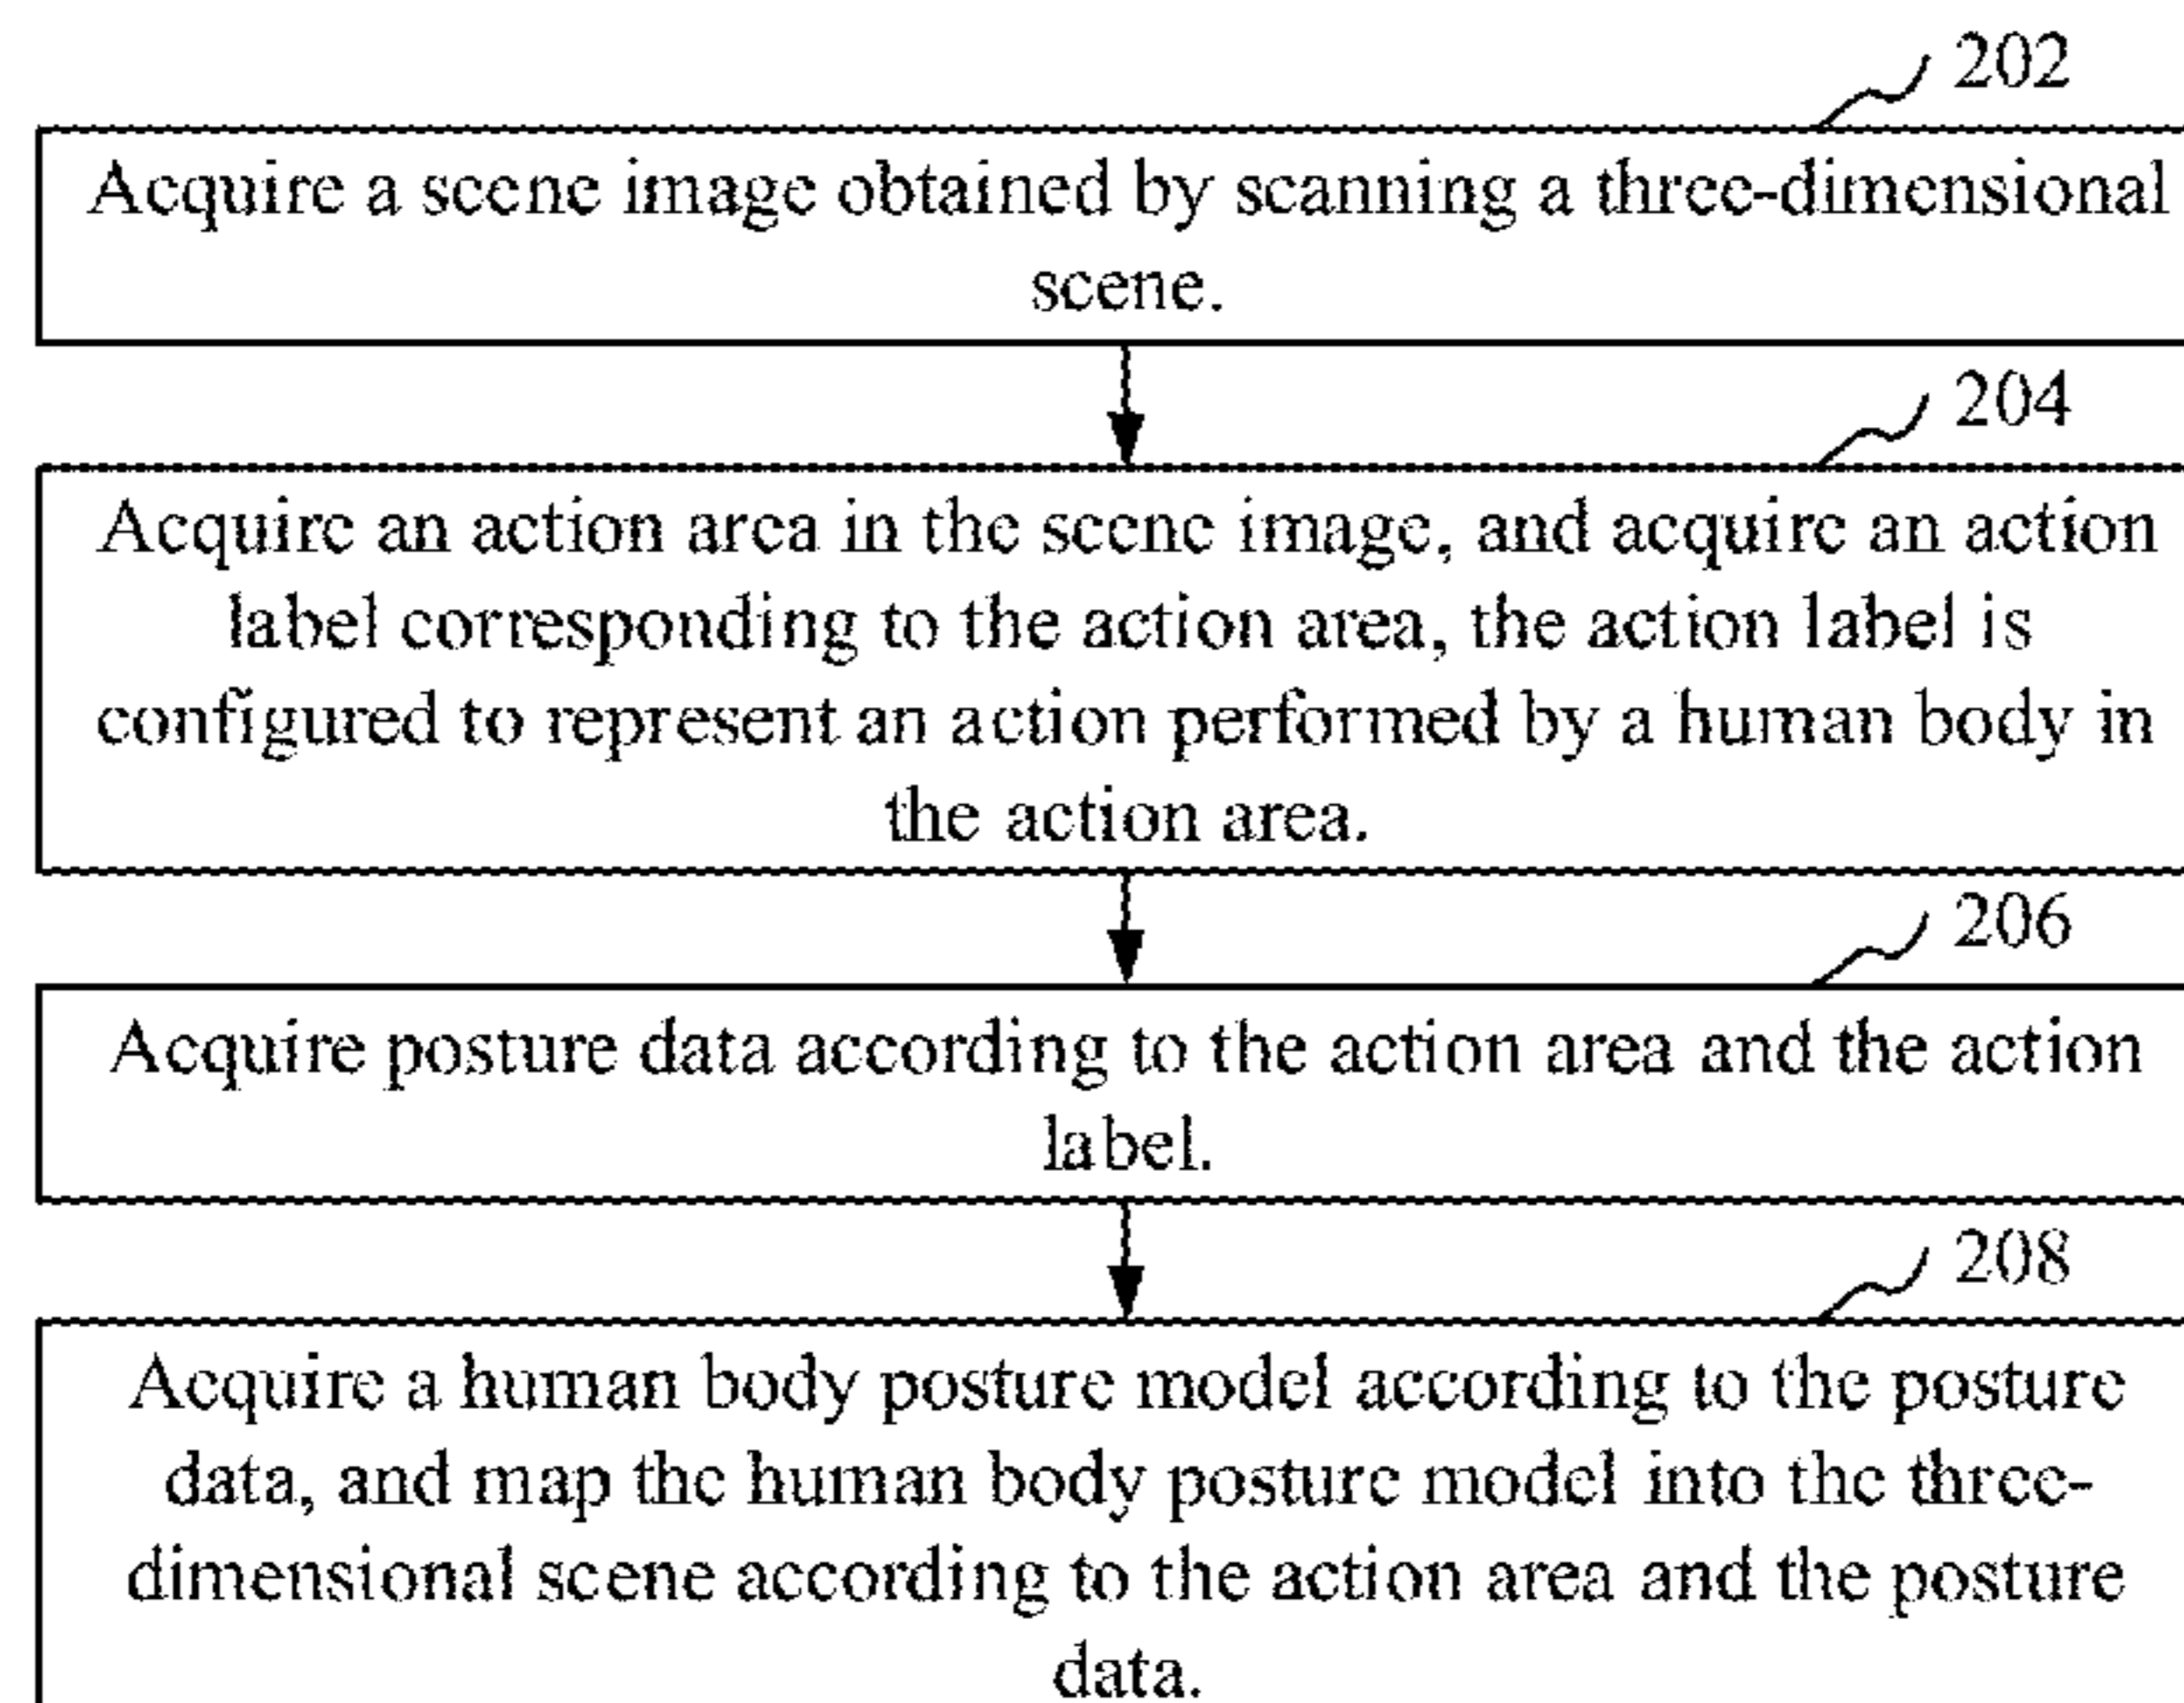 202
Acquire a scene image obtained by scanning a three-dimensional
scene.
204
Acquire an action area in the scene image, and acquire an action
label corresponding to the action area, the action label is
configured to represent an action performed by a human body in
the action area.
206
Acquire posture data according to the action area and the action
label.
208
Acquire a human body posture model according to the posture
data, and map the human body posture model into the three-
dimensional scene according to the action area and the posture
data.